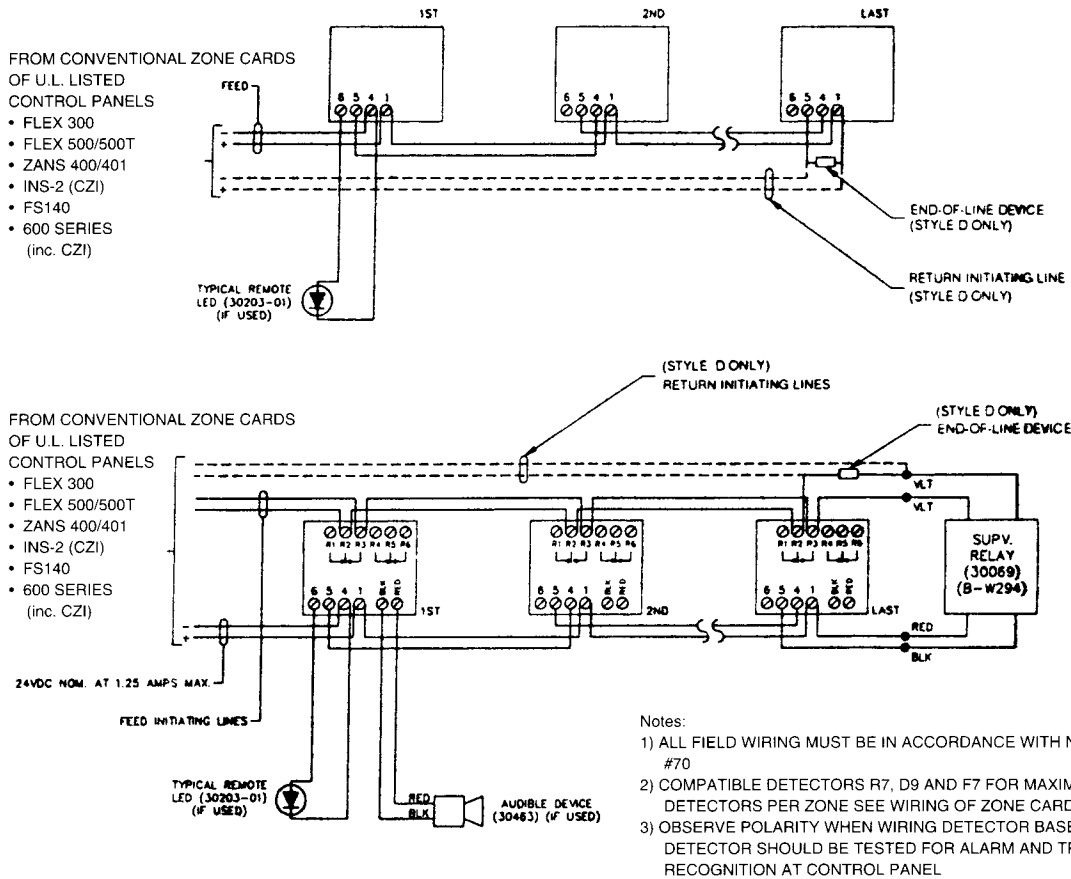 1ST
2ND
LAST
FROM CONVENTIONAL ZONE CARDS
OF U.L. LISTED
CONTROL PANELS
• FLEX 300
• FLEX 500/500T
• ZANS 400/401
• INS-2 (CZI)
• FS140
• 600 SERIES
(inc. CZI)
FEED
6 5 4 1
6 5 4 1
6 5 4 1
-
+
-
+
END-OF-LINE DEVICE
(STYLE D ONLY)
RETURN INITIATING LINE
(STYLE D ONLY)
TYPICAL REMOTE
LED (30203-01)
(IF USED)
(STYLE D ONLY)
RETURN INITIATING LINES
(STYLE D ONLY)
END-OF-LINE DEVICE
FROM CONVENTIONAL ZONE CARDS
OF U.L. LISTED
CONTROL PANELS
• FLEX 300
• FLEX 500/500T
• ZANS 400/401
• INS-2 (CZI)
• FS140
• 600 SERIES
(inc. CZI)
VLT
VLT
R1 R2 R3 R4 R5 R6
R1 R2 R3 R4 R5 R6
R1 R2 R3 R4 R5 R6
SUPV.
RELAY
(30069)
(B-W294)
6 5 4 1 BLK RED
6 5 4 1 BLK RED
6 5 4 1 BLK RED
1ST
2ND
LAST
-
+
RED
BLK
24VDC NOM. AT 1.25 AMPS MAX.
FEED INITIATING LINES
TYPICAL REMOTE
LED (30203-01)
(IF USED)
RED
BLK
AUDIBLE DEVICE
(30463) (IF USED)
Notes:
1) ALL FIELD WIRING MUST BE IN ACCORDANCE WITH
#70
2) COMPATIBLE DETECTORS R7, D9 AND F7 FOR MAXIM
DETECTORS PER ZONE SEE WIRING OF ZONE CARD
3) OBSERVE POLARITY WHEN WIRING DETECTOR BASE
DETECTOR SHOULD BE TESTED FOR ALARM AND
RECOGNITION AT CONTROL PANEL